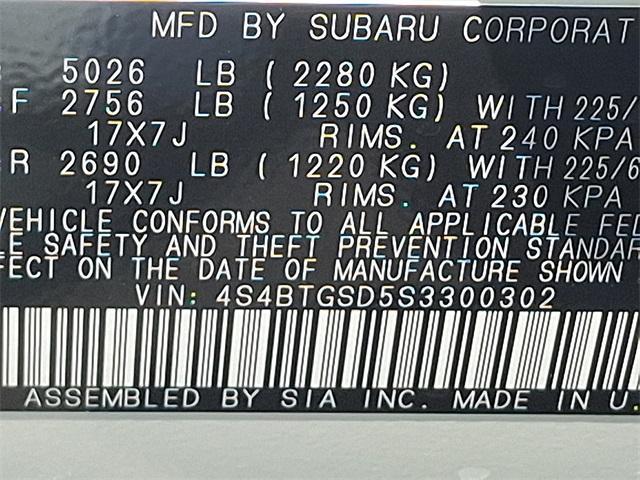 MFD BY SUBARU CORPORAT
5026 LB ( 2280 KG)
F 2756 LB ( 1250 KG) WITH 225/
17X7J RIMS. AT 240 KPA
R 2690 LB ( 1220 KG) WITH 225/6
17X7J RIMS. AT 230 KPA
VEHICLE CONFORMS TO ALL APPLICABLE FED
LE SAFETY AND THEFT PREVENTION STANDAR
FECT ON THE DATE OF MANUFACTURE SHOWN
VIN: 4S4BTGSD5S3300302
ASSEMBLED BY SIA INC. MADE IN U.